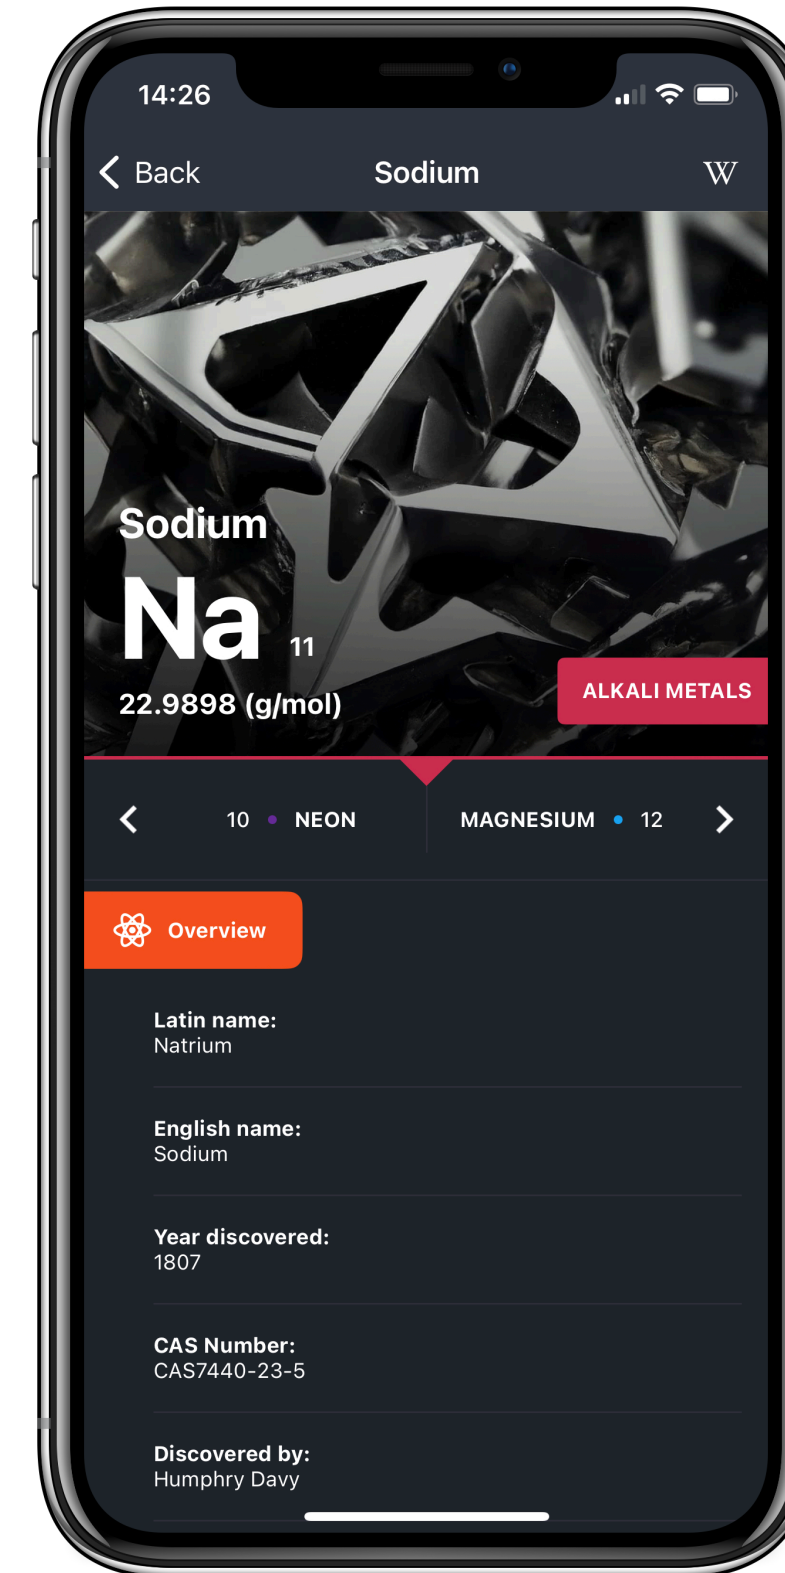 14:26
Back Sodium W
Sodium
Na 11
ALKALI METALS
22.9898 (g/mol)
10 • NEON MAGNESIUM • 12
Overview
Latin name:
Natrium
English name:
Sodium
Year discovered:
1807
CAS Number:
CAS7440-23-5
Discovered by:
Humphry Davy